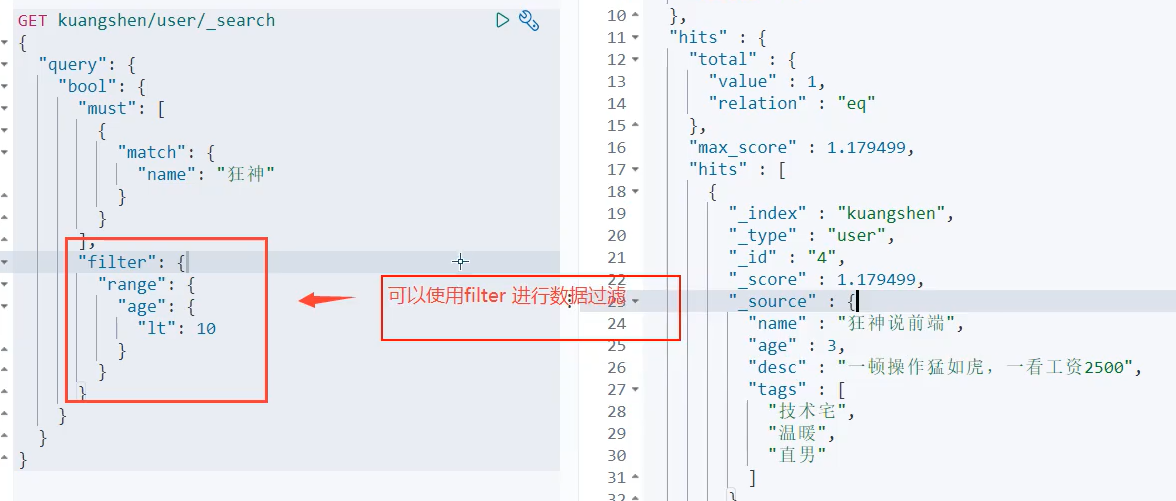 GET kuangshen/user/_search
{
"query": {
"bool": {
"must": [
{
"match": {
"name": "狂神"
}
}
],
"filter": {
"range": {
"age": {
"lt": 10
}
}
}
}
}
}
可以使用filter 进行数据过滤
10 },
11 "hits" : {
12 "total" : {
13 "value" : 1,
14 "relation" : "eq"
15 },
16 "max_score" : 1.179499,
17 "hits" : [
18 {
19 "_index" : "kuangshen",
20 "_type" : "user",
21 "_id" : "4",
22 "_score" : 1.179499,
23 "_source" : {
24 "name" : "狂神说前端",
25 "age" : 3,
26 "desc" : "一顿操作猛如虎，一看工资2500",
27 "tags" : [
28 "技术宅",
29 "温暖",
30 "直男"
31 ]
32 }